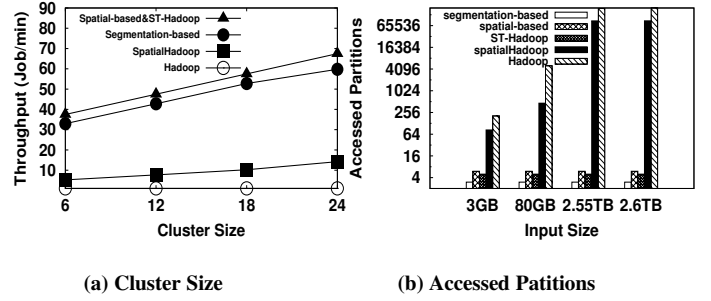 Throughput (Job/min)
90
80
70
60
50
40
30
20
10
Spatial-based&ST-Hadoop
Segmentation-based
SpatialHadoop
Hadoop
6 12 18 24
Cluster Size
(a) Cluster Size
Accessed Partitions
65536
16384
4096
1024
256
64
16
4
segmentation-based
spatial-based
ST-Hadoop
spatialHadoop
Hadoop
3GB 80GB 2.55TB 2.6TB
Input Size
(b) Accessed Patitions